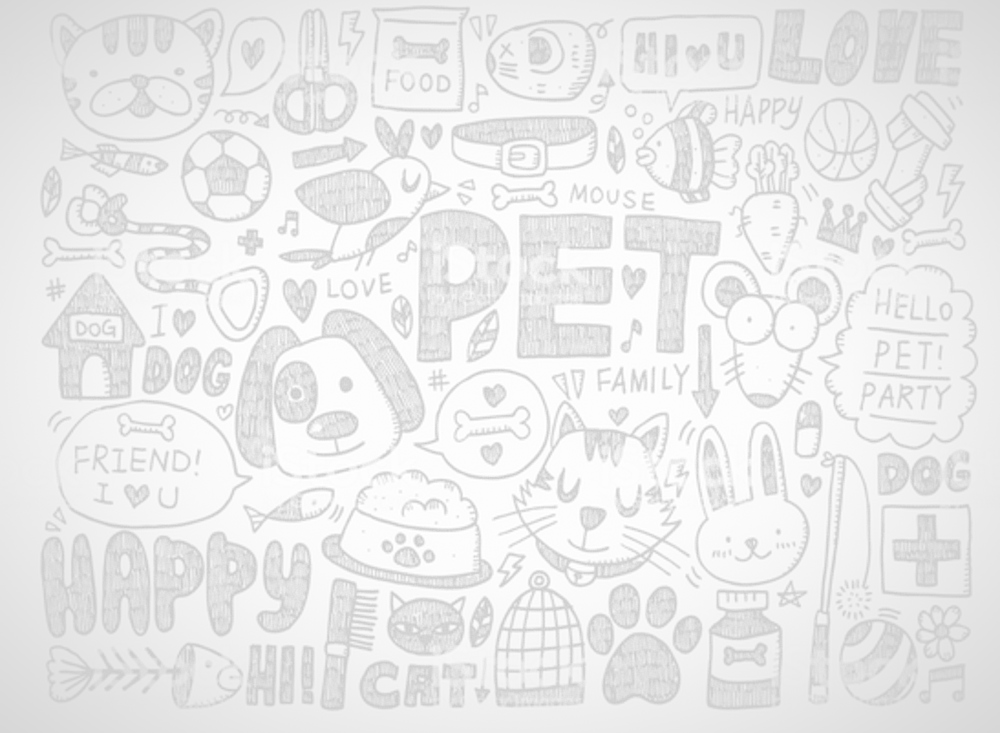 FOOD
HI ♥ U
LOVE
HAPPY
MOUSE
PET
LOVE
HELLO
PET!
PARTY
DOG
I ♥
DOG
FAMILY
FRIEND!
I ♥ U
DOG
HAPPY
HI!
CAT!